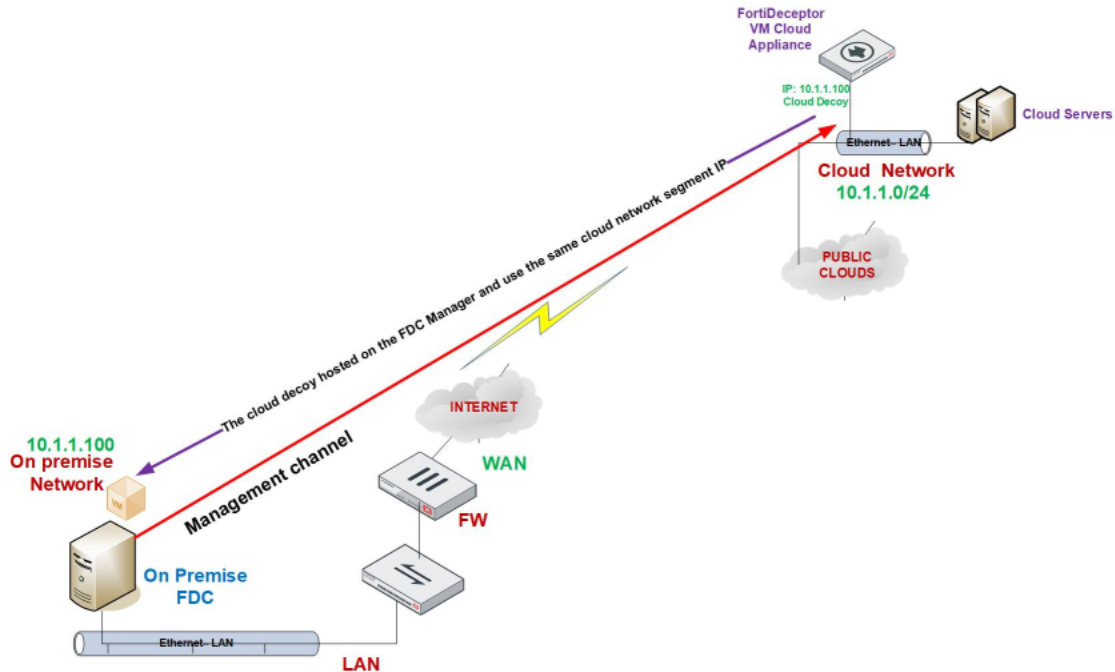 FortiDeceptor
VM Cloud
Appliance
IP: 10.1.1.100
Cloud Decoy
Cloud Servers
Ethernet– LAN
Cloud Network
10.1.1.0/24
PUBLIC
CLOUDS
The cloud decoy hosted on the FDC Manager and use the same cloud network segment IP
Management channel
INTERNET
WAN
FW
10.1.1.100
On premise
Network
VM
On Premise
FDC
Ethernet– LAN
LAN